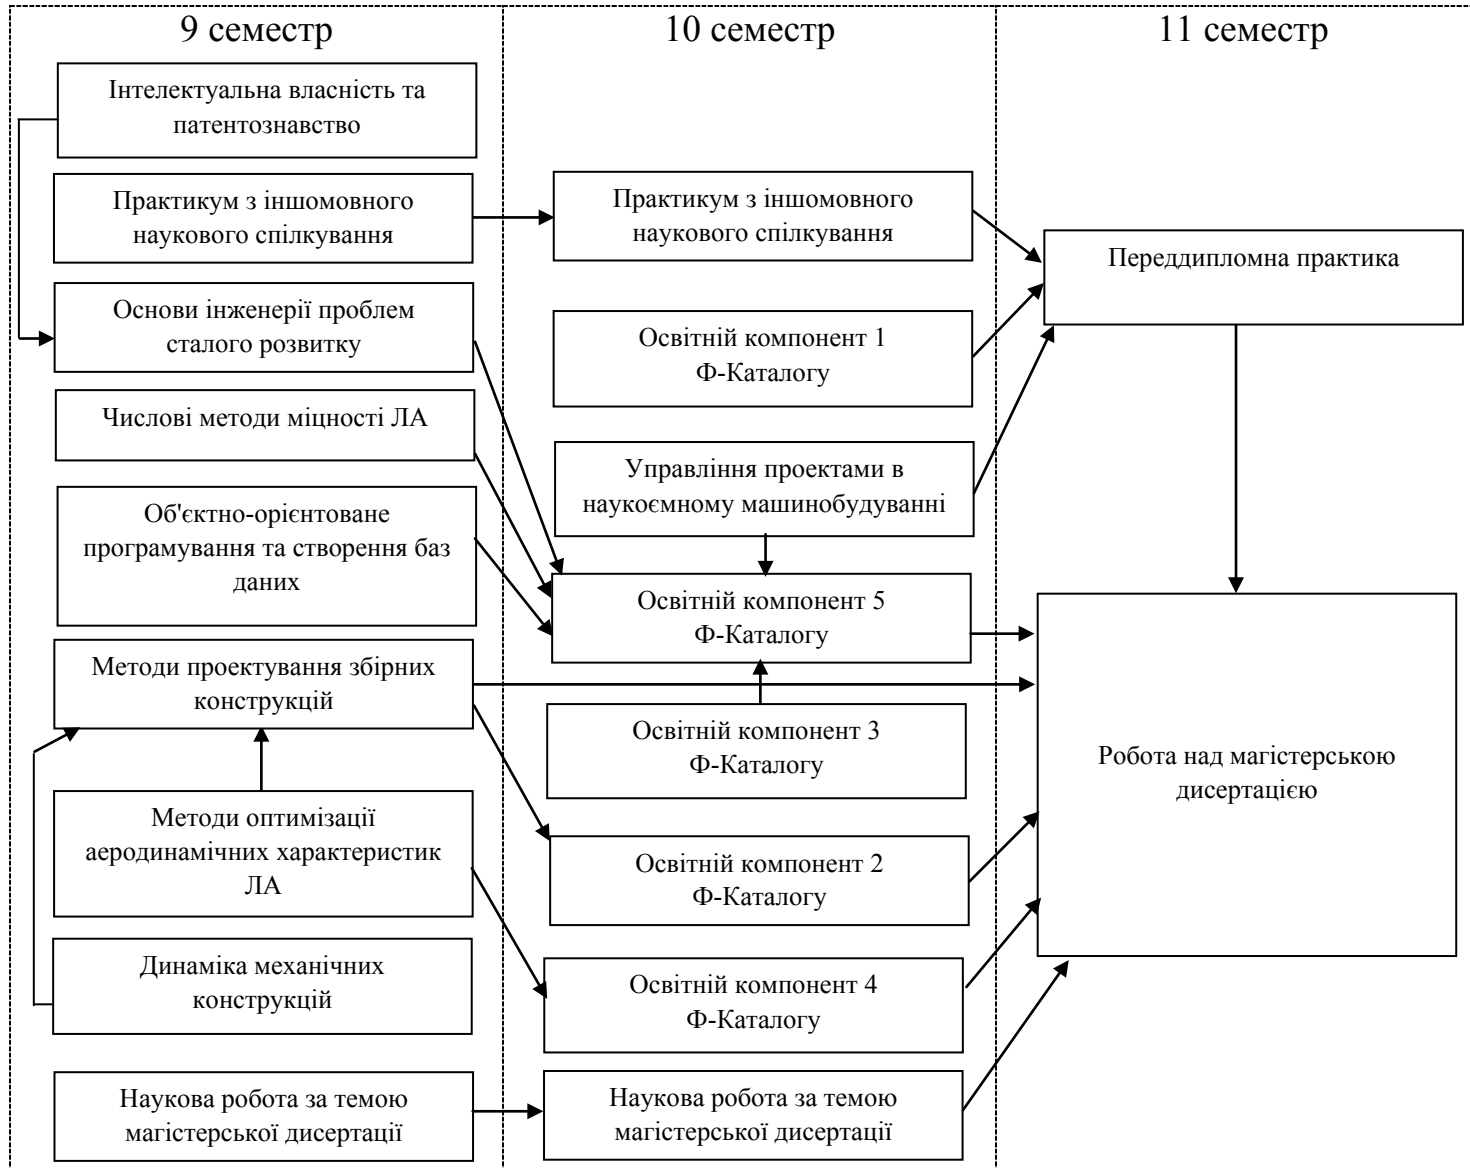 9 семестр
10 семестр
11 семестр
Інтелектуальна власність та
патентознавство
Практикум з іншомовного
наукового спілкування
Основи інженерії проблем
сталого розвитку
Числові методи міцності ЛА
Об'єктно-орієнтоване
програмування та створення баз
даних
Методи проектування збірних
конструкцій
Методи оптимізації
аеродинамічних характеристик
ЛА
Динаміка механічних
конструкцій
Наукова робота за темою
магістерської дисертації
Практикум з іншомовного
наукового спілкування
Освітній компонент 1
Ф-Каталогу
Управління проектами в
наукоємному машинобудуванні
Освітній компонент 5
Ф-Каталогу
Освітній компонент 3
Ф-Каталогу
Освітній компонент 2
Ф-Каталогу
Освітній компонент 4
Ф-Каталогу
Наукова робота за темою
магістерської дисертації
Переддипломна практика
Робота над магістерською
дисертацією